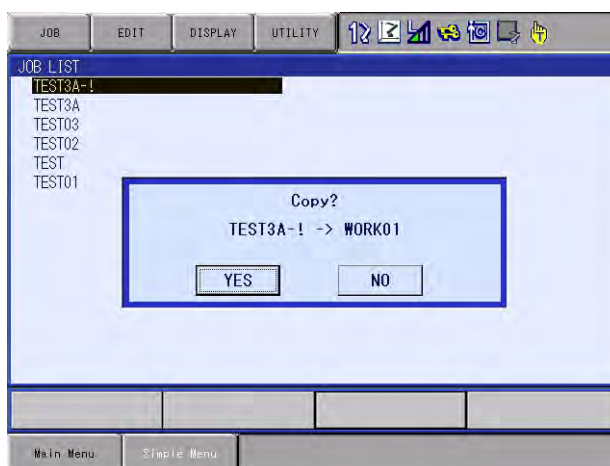 JOB EDIT DISPLAY UTILITY
JOB LIST
TEST3A-!
TEST3A
TEST03
TEST02
TEST
TEST01
Copy?
TEST3A-! -> WORK01
YES NO
Main Menu Simple Menu